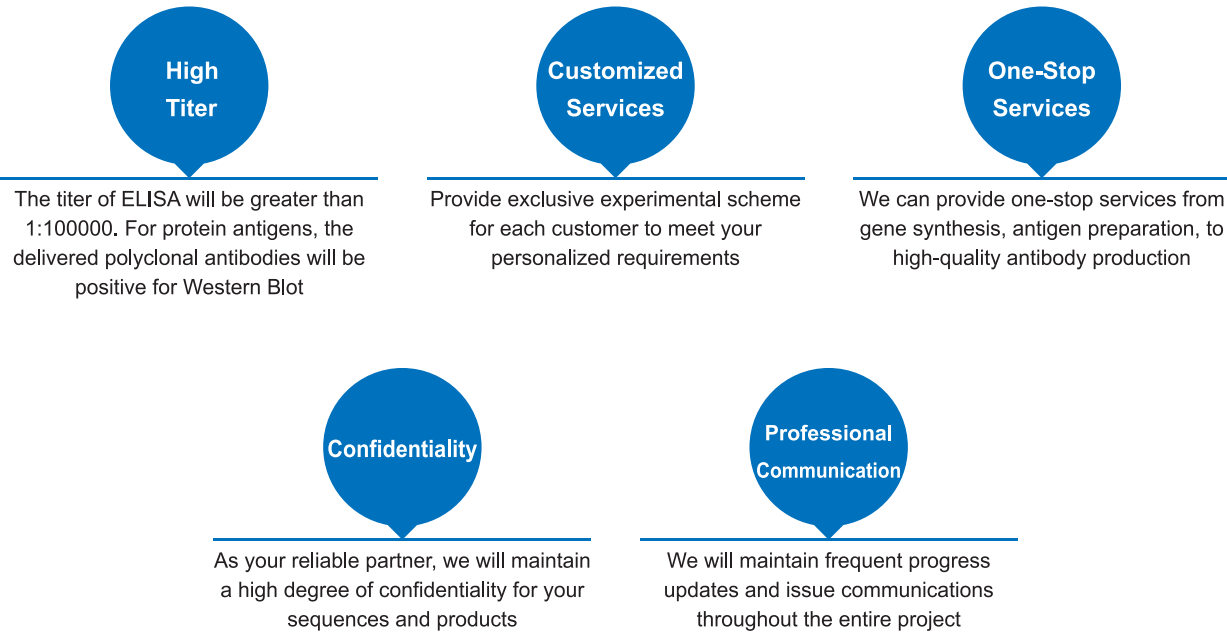 High
Titer
The titer of ELISA will be greater than
1:100000. For protein antigens, the
delivered polyclonal antibodies will be
positive for Western Blot
Customized
Services
Provide exclusive experimental scheme
for each customer to meet your
personalized requirements
One-Stop
Services
We can provide one-stop services from
gene synthesis, antigen preparation, to
high-quality antibody production
Confidentiality
As your reliable partner, we will maintain
a high degree of confidentiality for your
sequences and products
Professional
Communication
We will maintain frequent progress
updates and issue communications
throughout the entire project